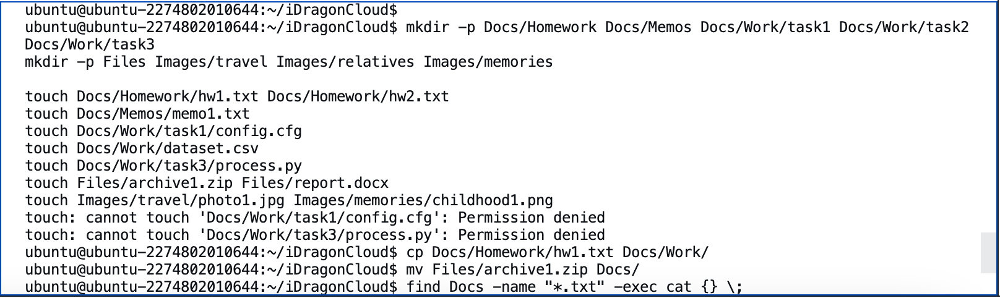 ubuntu@ubuntu-2274802010644:~/iDragonCloud$
ubuntu@ubuntu-2274802010644:~/iDragonCloud$ mkdir -p Docs/Homework Docs/Memos Docs/Work/task1 Docs/Work/task2
Docs/Work/task3
mkdir -p Files Images/travel Images/relatives Images/memories
touch Docs/Homework/hw1.txt Docs/Homework/hw2.txt
touch Docs/Memos/memo1.txt
touch Docs/Work/task1/config.cfg
touch Docs/Work/dataset.csv
touch Docs/Work/task3/process.py
touch Files/archive1.zip Files/report.docx
touch Images/travel/photo1.jpg Images/memories/childhood1.png
touch: cannot touch 'Docs/Work/task1/config.cfg': Permission denied
touch: cannot touch 'Docs/Work/task3/process.py': Permission denied
ubuntu@ubuntu-2274802010644:~/iDragonCloud$ cp Docs/Homework/hw1.txt Docs/Work/
ubuntu@ubuntu-2274802010644:~/iDragonCloud$ mv Files/archive1.zip Docs/
ubuntu@ubuntu-2274802010644:~/iDragonCloud$ find Docs -name "*.txt" -exec cat {} \;